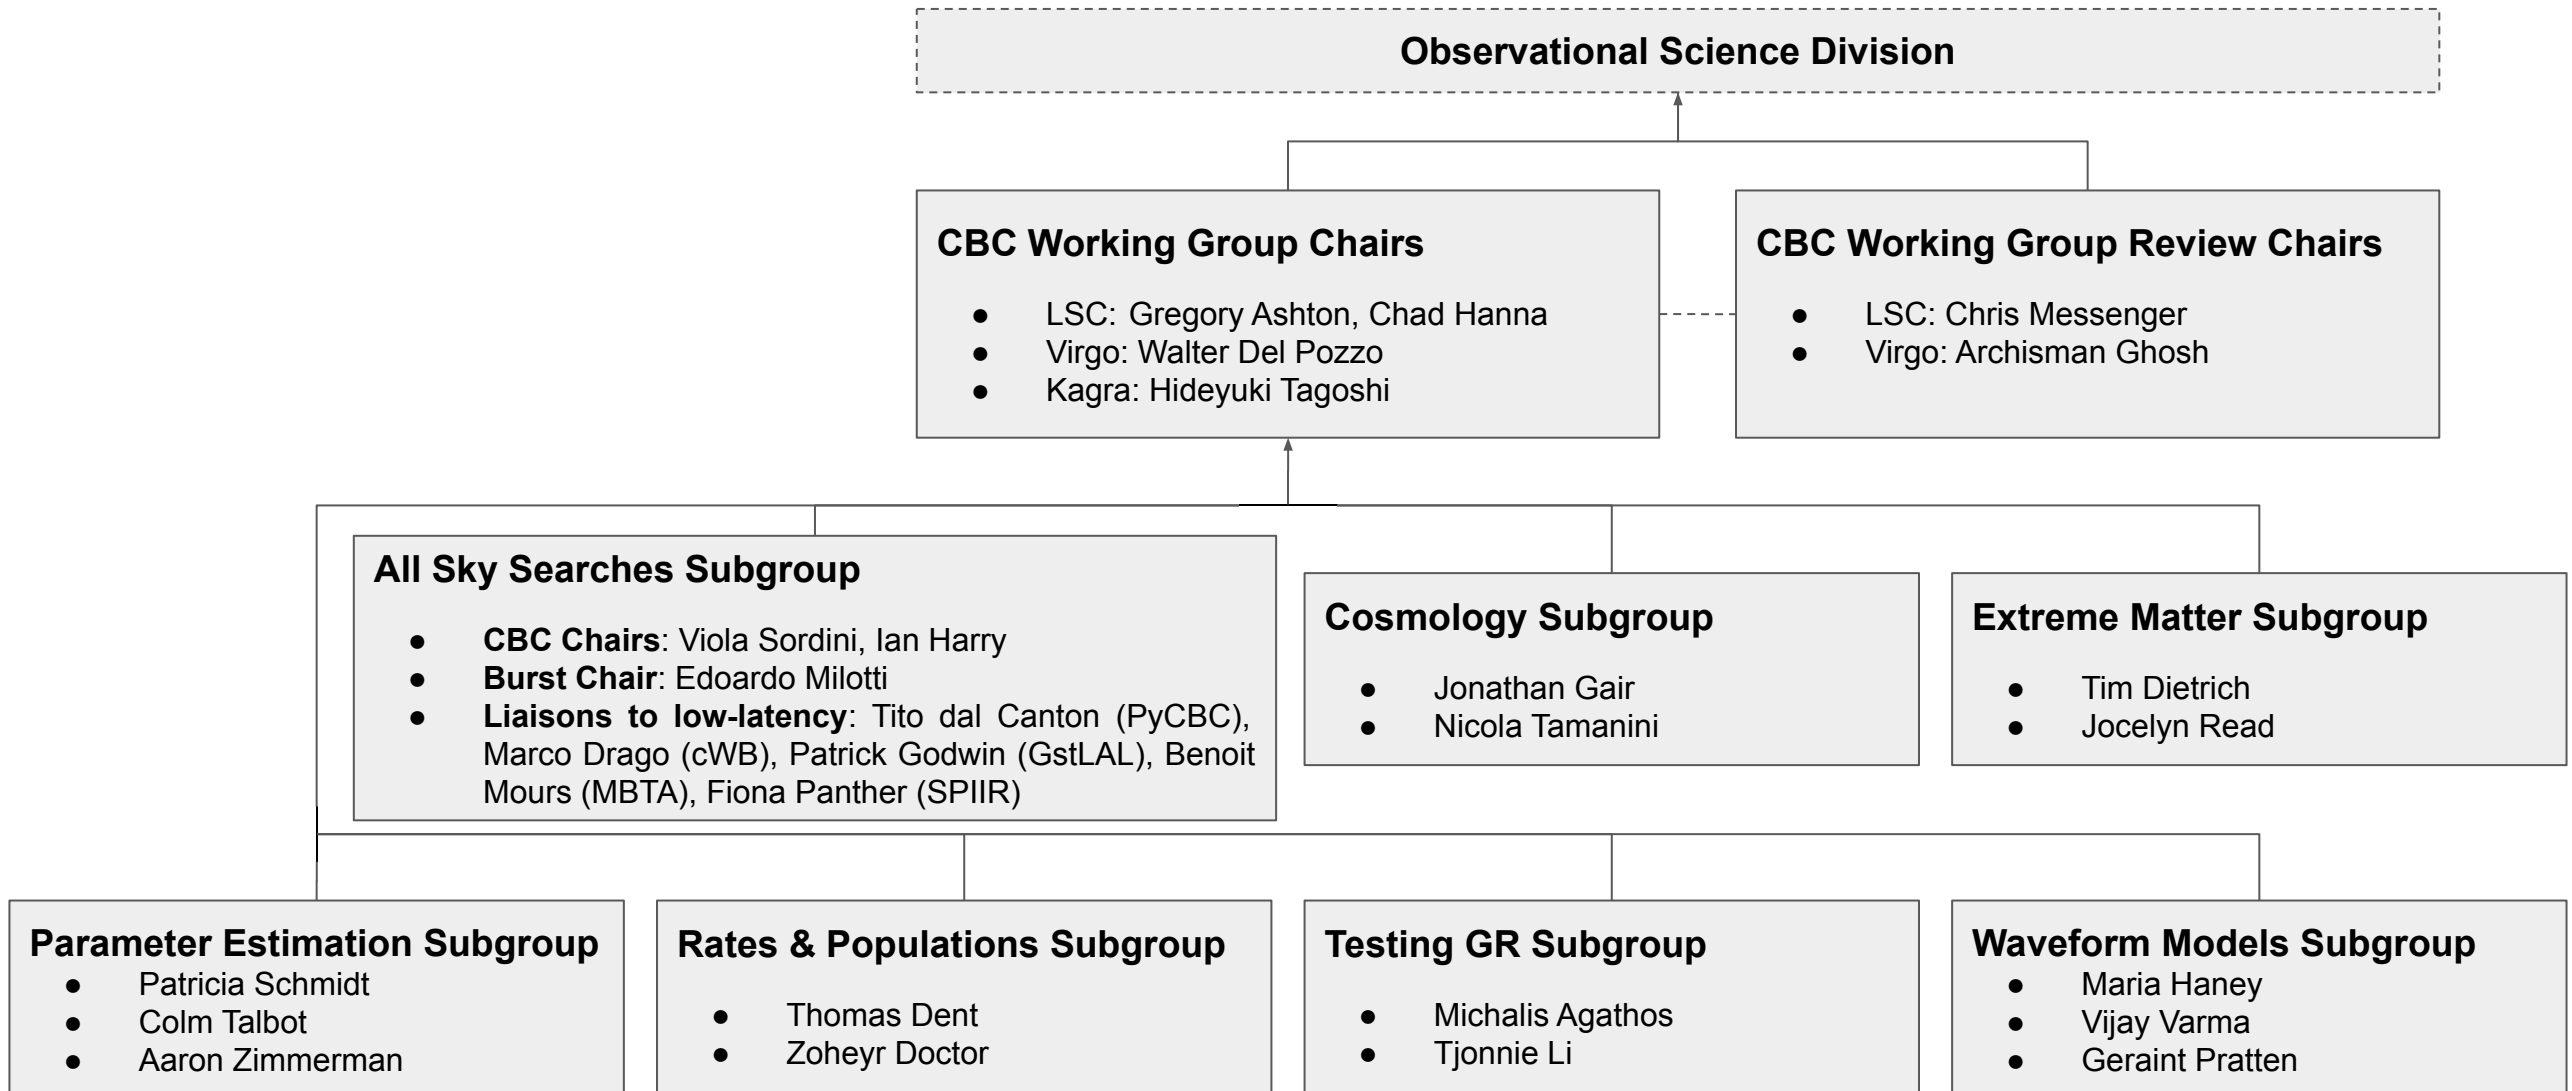 Observational Science Division
CBC Working Group Chairs
● LSC: Gregory Ashton, Chad Hanna
● Virgo: Walter Del Pozzo
● Kagra: Hideyuki Tagoshi
CBC Working Group Review Chairs
● LSC: Chris Messenger
● Virgo: Archisman Ghosh
All Sky Searches Subgroup
● CBC Chairs: Viola Sordini, Ian Harry
● Burst Chair: Edoardo Milotti
● Liaisons to low-latency: Tito dal Canton (PyCBC),
Marco Drago (cWB), Patrick Godwin (GstLAL), Benoit
Mours (MBTA), Fiona Panther (SPIIR)
Cosmology Subgroup
● Jonathan Gair
● Nicola Tamanini
Extreme Matter Subgroup
● Tim Dietrich
● Jocelyn Read
Parameter Estimation Subgroup
● Patricia Schmidt
● Colm Talbot
● Aaron Zimmerman
Rates & Populations Subgroup
● Thomas Dent
● Zoheyr Doctor
Testing GR Subgroup
● Michalis Agathos
● Tjonnie Li
Waveform Models Subgroup
● Maria Haney
● Vijay Varma
● Geraint Pratten